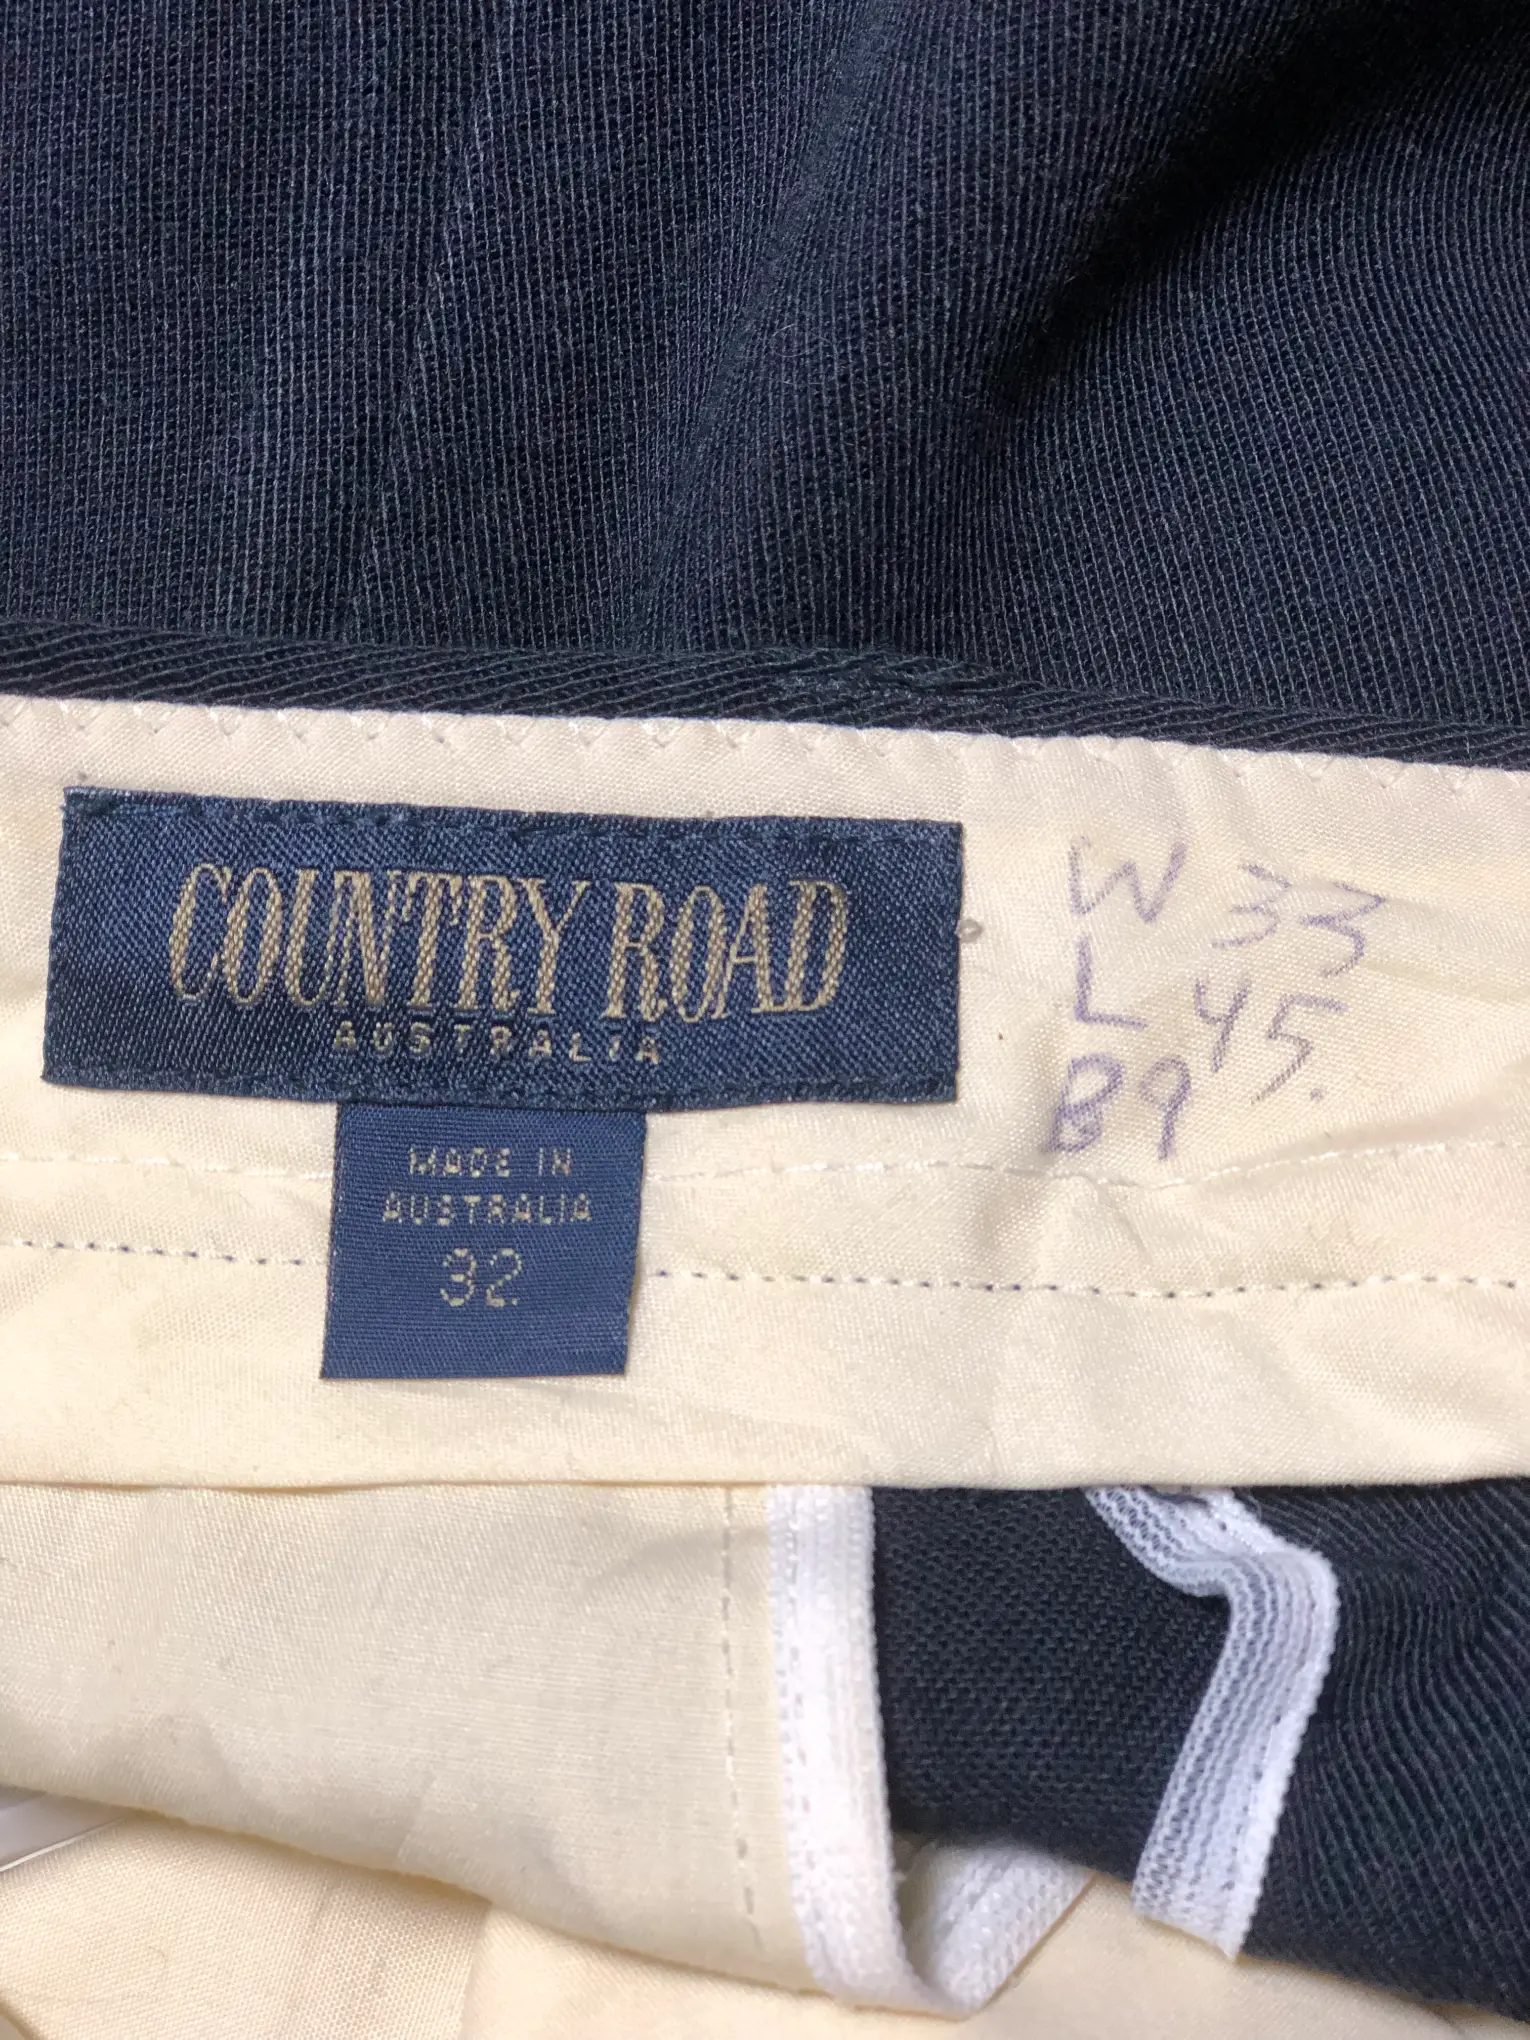 COUNTRY ROAD
AUSTRALIA
MADE IN
AUSTRALIA
32
W 33
L 45.
B9